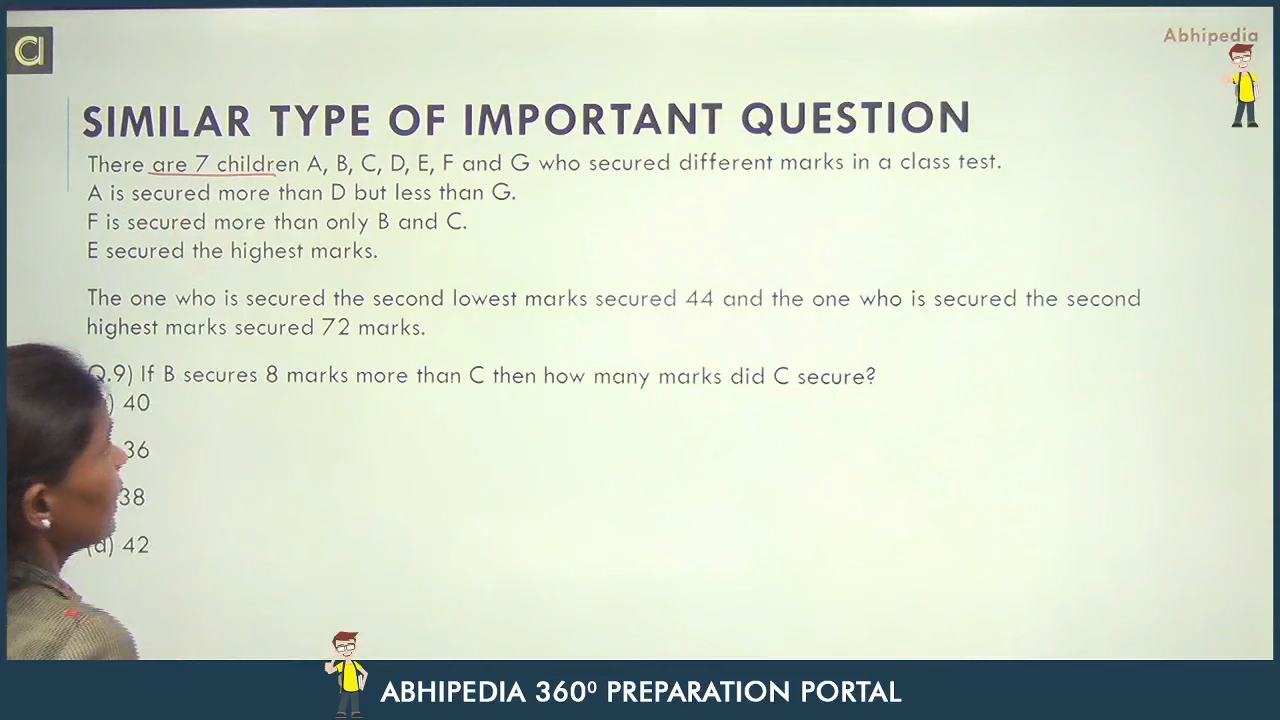 Abhipedia
SIMILAR TYPE OF IMPORTANT QUESTION
There are 7 children A, B, C, D, E, F and G who secured different marks in a class test.
A is secured more than D but less than G.
F is secured more than only B and C.
E secured the highest marks.
The one who is secured the second lowest marks secured 44 and the one who is secured the second
highest marks secured 72 marks.
Q.9) If B secures 8 marks more than C then how many marks did C secure?
) 40
36
38
(d) 42
ABHIPEDIA 360⁰ PREPARATION PORTAL